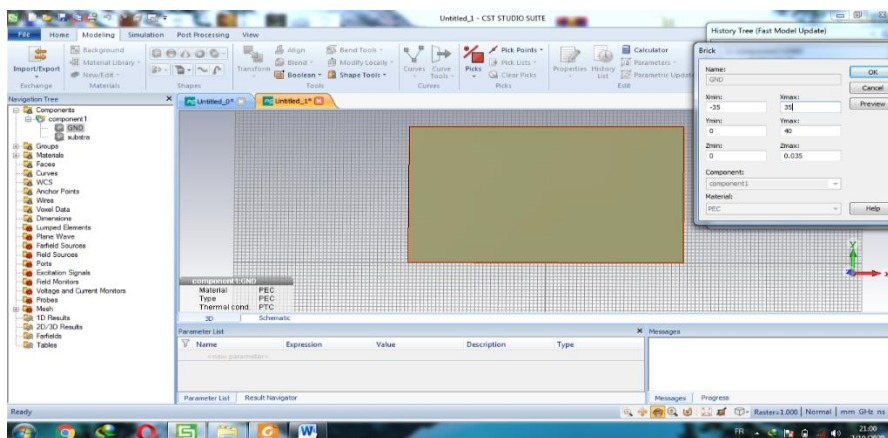 Untitled_1 - CST STUDIO SUITE
File Home Modeling Simulation Post Processing View
Import/Export
Background
Material Library
New/Edit
Exchange
Materials
Shapes
Transform
Align
Blend
Boolean
Bend Tools
Modify Locally
Shape Tools
Tools
Curves
Curve Tools
Curves
Picks
Pick Points
Pick Lists
Clear Picks
Picks
Properties
History List
Calculator
Parameters
Parametric Update
Edit
History Tree (Fast Model Update)
Brick
Name:
GND
Xmin: Xmax:
-35 35
Ymin: Ymax:
0 40
Zmin: Zmax:
0 0.035
Component:
component1
Material:
PEC
OK
Cancel
Preview
Help
Navigation Tree
Untitled_0*
Untitled_1*
Components
component1
GND
substra
Groups
Materials
Faces
Curves
WCS
Anchor Points
Wires
Voxel Data
Dimensions
Lumped Elements
Plane Wave
Farfield Sources
Field Sources
Ports
Excitation Signals
Field Monitors
Voltage and Current Monitors
Probes
Mesh
1D Results
2D/3D Results
Farfields
Tables
component1:GND
Material PEC
Type PEC
Thermal cond. PTC
3D Schematic
y
x
Parameter List
Name Expression Value Description Type
<new parameter>
Parameter List Result Navigator
Messages
Messages Progress
Ready
Raster=1.000 Normal mm GHz ns
FR
21:00